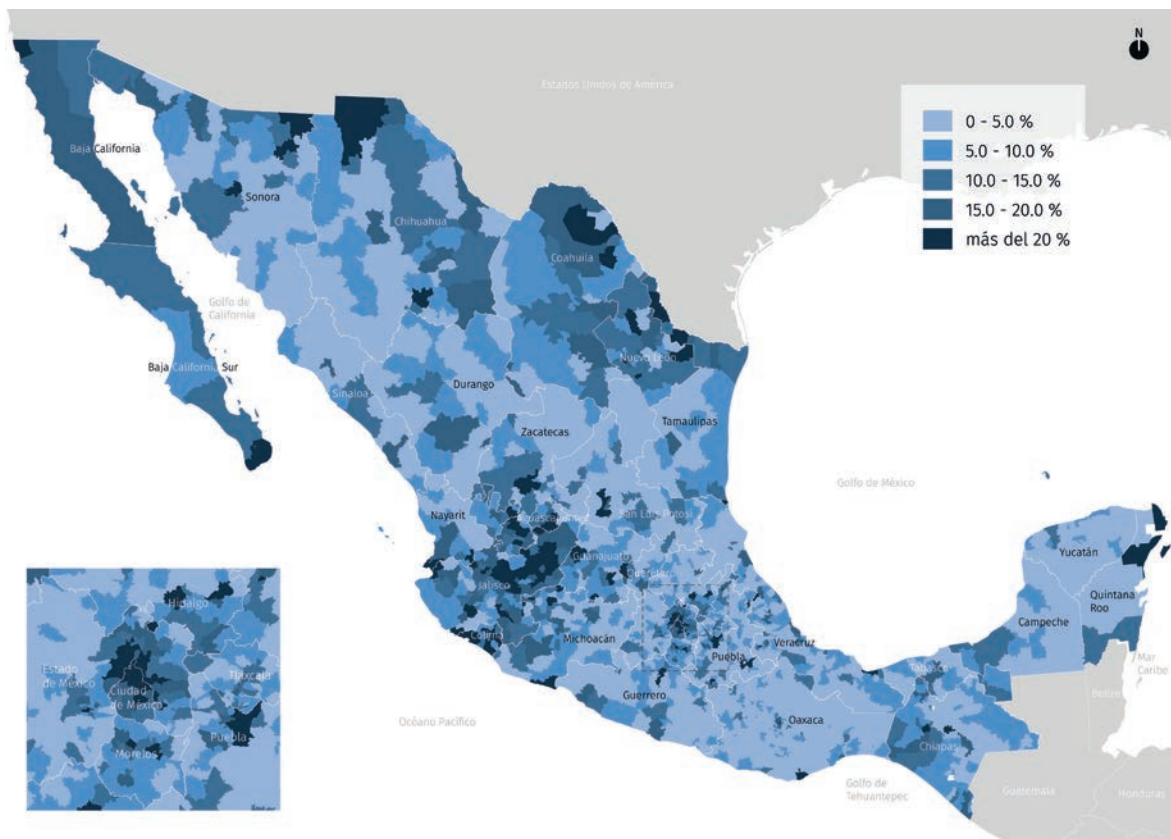 N
Estados Unidos de América
0 - 5.0 %
5.0 - 10.0 %
10.0 - 15.0 %
15.0 - 20.0 %
más del 20 %
Baja California
Sonora
Chihuahua
Coahuila
Golfo de
California
Nuevo León
Baja California Sur
Sinaloa
Durango
Tamaulipas
Zacatecas
Golfo de México
Nayarit
Aguascalientes
San Luis Potosí
Guanajuato
Querétaro
Yucatán
Jalisco
Quintana
Roo
Hidalgo
Campeche
Colima
Michoacán
Veracruz
Puebla
Mar
Caribe
Estado
de México
Tlaxcala
Tabasco
Ciudad
de México
Guerrero
Belize
Océano Pacífico
Oaxaca
Puebla
Chiapas
Morelos
Golfo de
Tehuantepec
Guatemala
Honduras